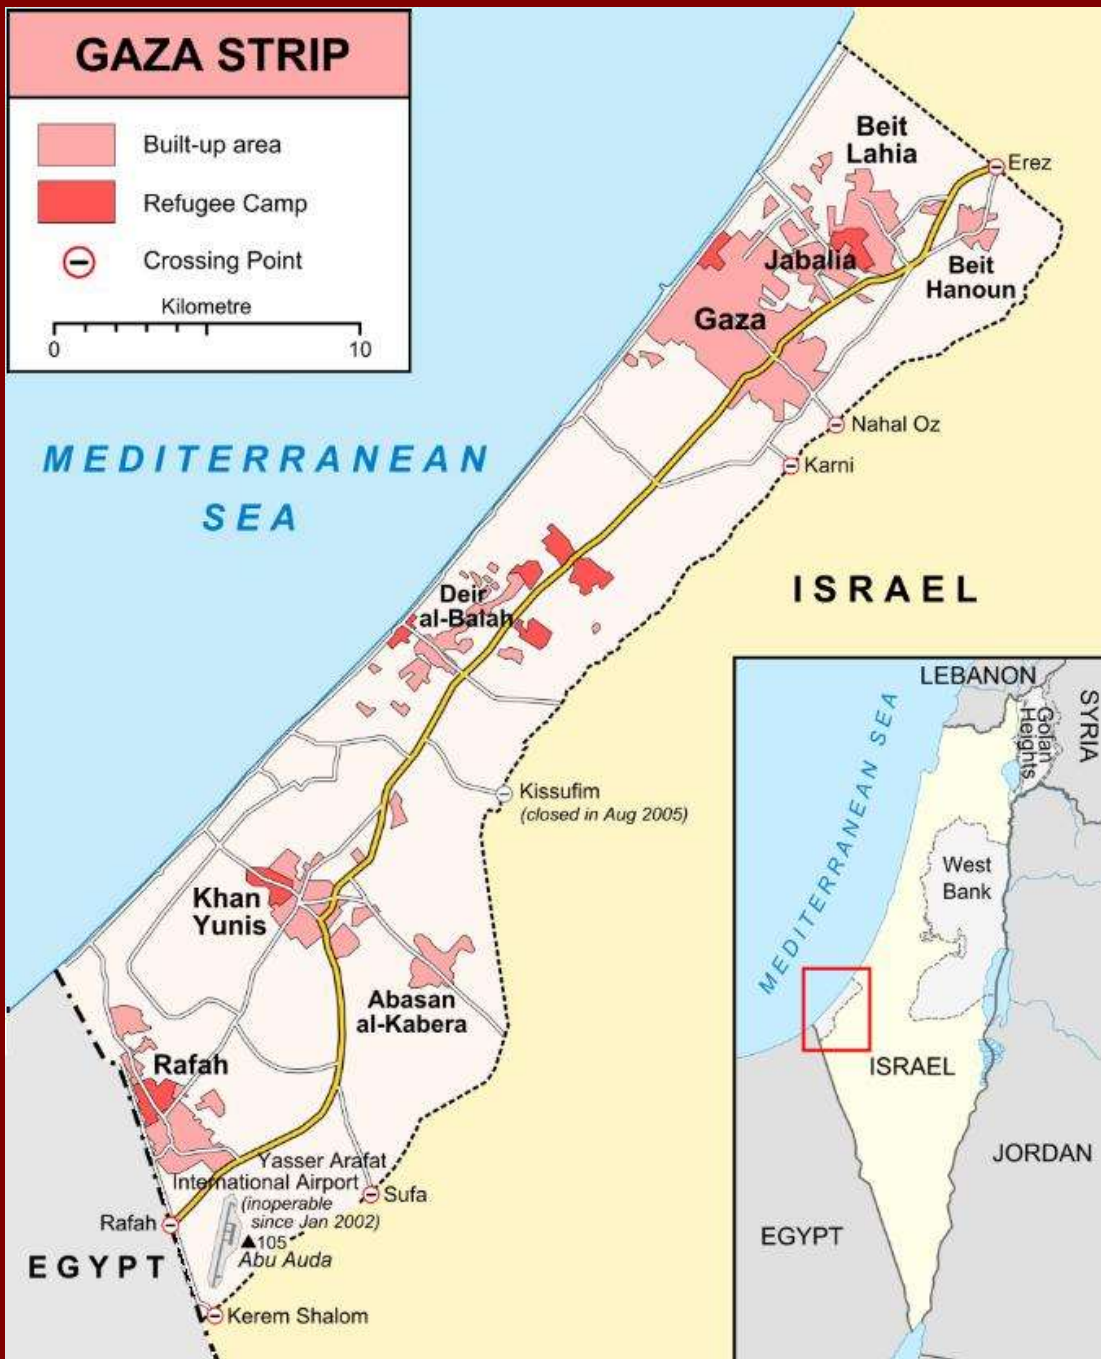 GAZA STRIP
Built-up area
Refugee Camp
Crossing Point
Kilometre
0 10
MEDITERRANEAN
SEA
Beit
Lahia
Erez
Jabalia
Beit
Hanoun
Gaza
Nahal Oz
Karni
ISRAEL
Deir
al-Balah
Kissufim
(closed in Aug 2005)
Khan
Yunis
Abasan
al-Kabera
Rafah
Yasser Arafat
International Airport
(inoperable
since Jan 2002)
Sufa
Rafah
105
Abu Auda
EGYPT
Kerem Shalom
LEBANON
Golan
Heights
SYRIA
MEDITERRANEAN SEA
West
Bank
ISRAEL
JORDAN
EGYPT